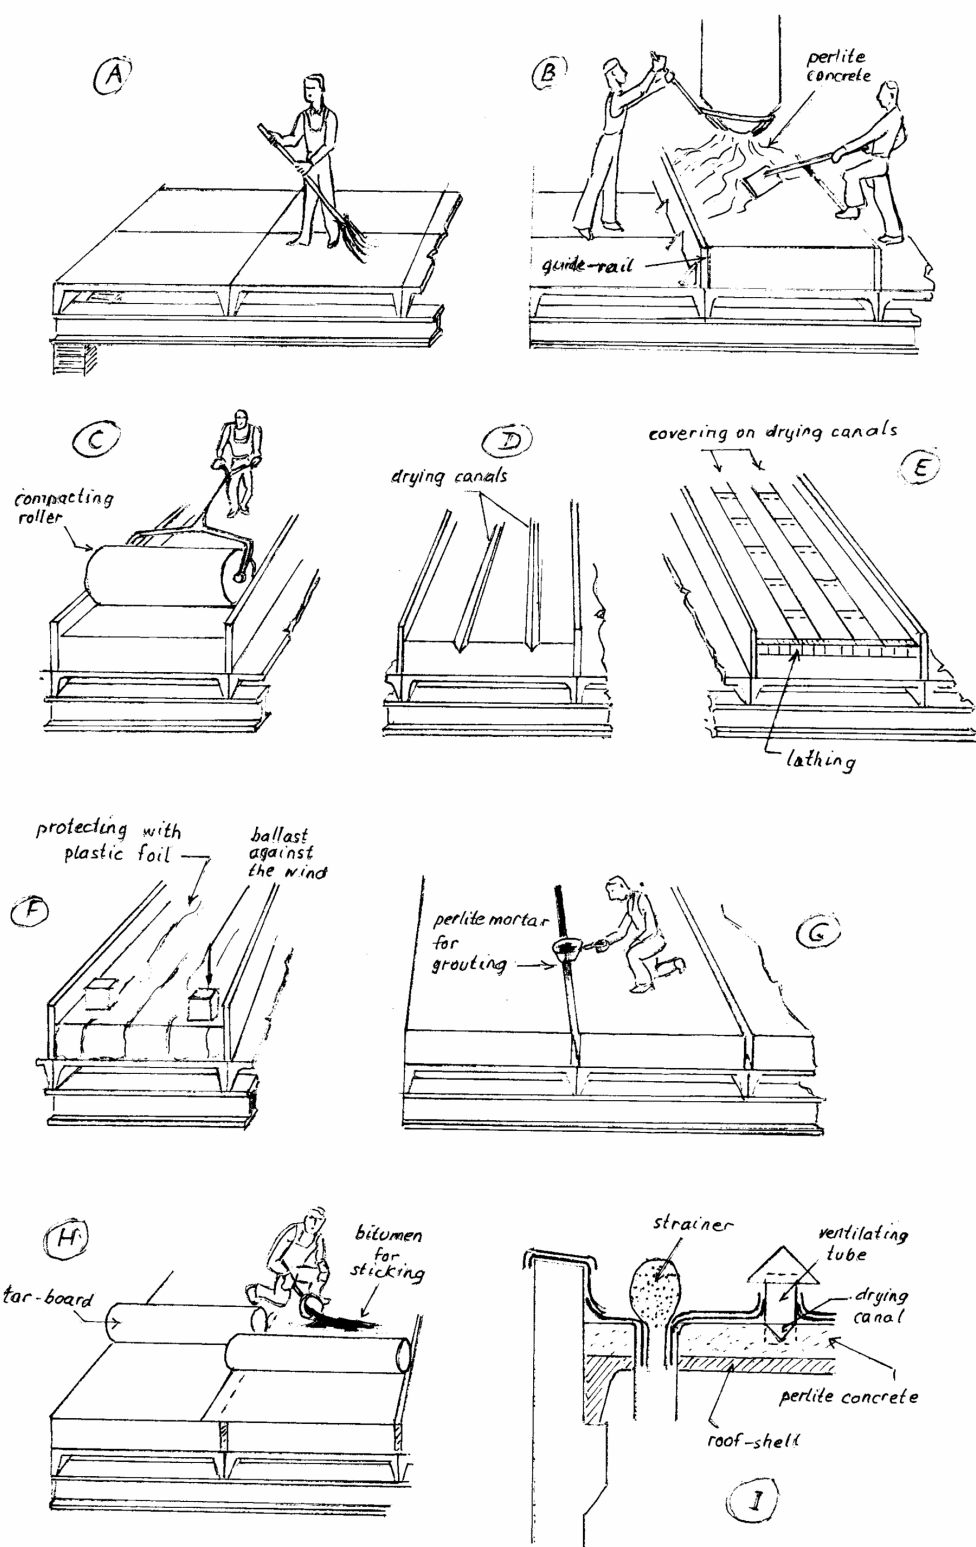 A
B
perlite
concrete
guide-rail
C
compacting
roller
D
drying canals
covering on drying canals
E
lathing
protecting with
plastic foil
ballast
against
the wind
F
perlite mortar
for
grouting
G
H
bitumen
for
sticking
tar-board
strainer
ventilating
tube
drying
canal
perlite concrete
roof-shell
I